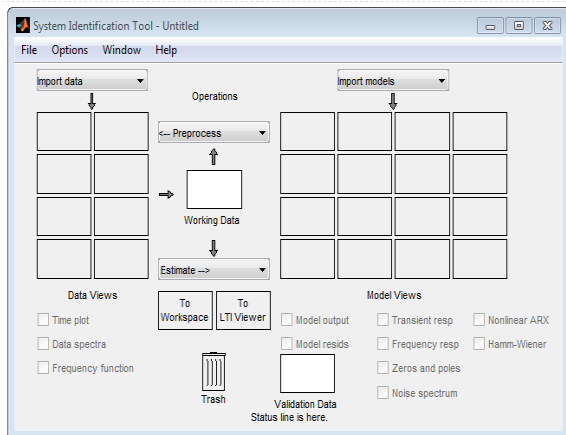 System Identification Tool - Untitled
File Options Window Help
Import data
Operations
Import models
<-- Preprocess
Working Data
Estimate -->
Data Views
To
Workspace
To
LTI Viewer
Model Views
Time plot
Data spectra
Frequency function
Model output
Transient resp
Nonlinear ARX
Model resids
Frequency resp
Hamm-Wiener
Zeros and poles
Noise spectrum
Trash
Validation Data
Status line is here.